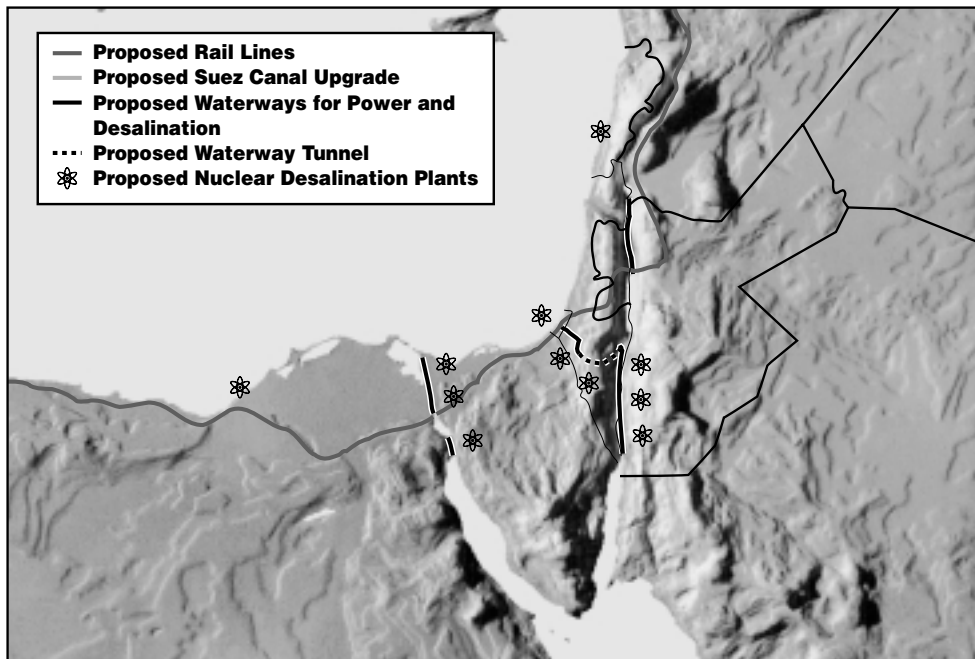 Proposed Rail Lines
Proposed Suez Canal Upgrade
Proposed Waterways for Power and
Desalination
Proposed Waterway Tunnel
Proposed Nuclear Desalination Plants